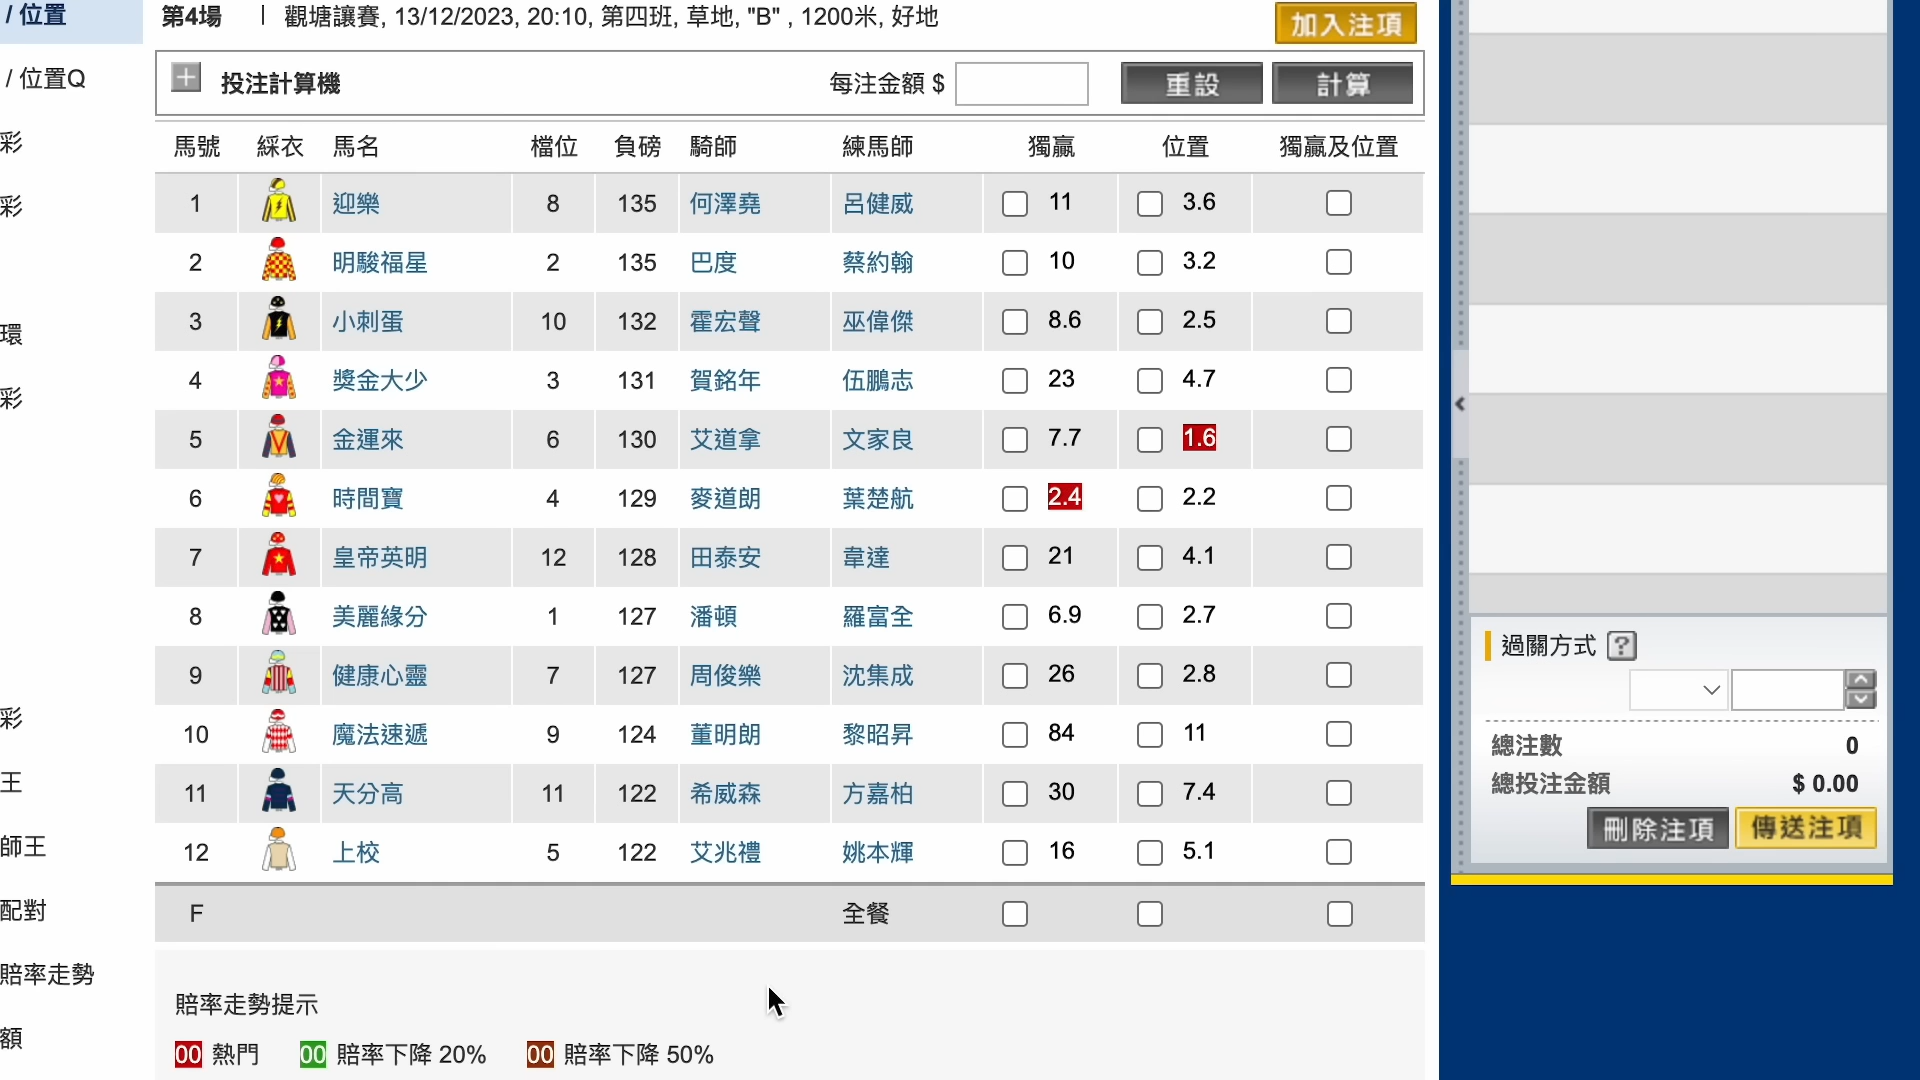 / 位置
第4場 | 觀塘讓賽, 13/12/2023, 20:10, 第四班, 草地, "B" , 1200米, 好地
加入注項
/ 位置Q
投注計算機 每注金額 $ 重設 計算
彩
馬號 綵衣 馬名 檔位 負磅 騎師 練馬師 獨贏 位置 獨贏及位置
1 迎樂 8 135 何澤堯 呂健威 11 3.6
彩
2 明駿福星 2 135 巴度 蔡約翰 10 3.2
3 小刺蛋 10 132 霍宏聲 巫偉傑 8.6 2.5
環
4 獎金大少 3 131 賀銘年 伍鵬志 23 4.7
彩
5 金運來 6 130 艾道拿 文家良 7.7 1.6
6 時間寶 4 129 麥道朗 葉楚航 2.4 2.2
7 皇帝英明 12 128 田泰安 韋達 21 4.1
8 美麗緣分 1 127 潘頓 羅富全 6.9 2.7
9 健康心靈 7 127 周俊樂 沈集成 26 2.8
彩
10 魔法速遞 9 124 董明朗 黎昭昇 84 11
王
11 天分高 11 122 希威森 方嘉柏 30 7.4
師王
12 上校 5 122 艾兆禮 姚本輝 16 5.1
配對
F 全餐
賠率走勢
賠率走勢提示
額
00 熱門 00 賠率下降 20% 00 賠率下降 50%
過關方式 ?
總注數 0
總投注金額 $ 0.00
刪除注項 傳送注項